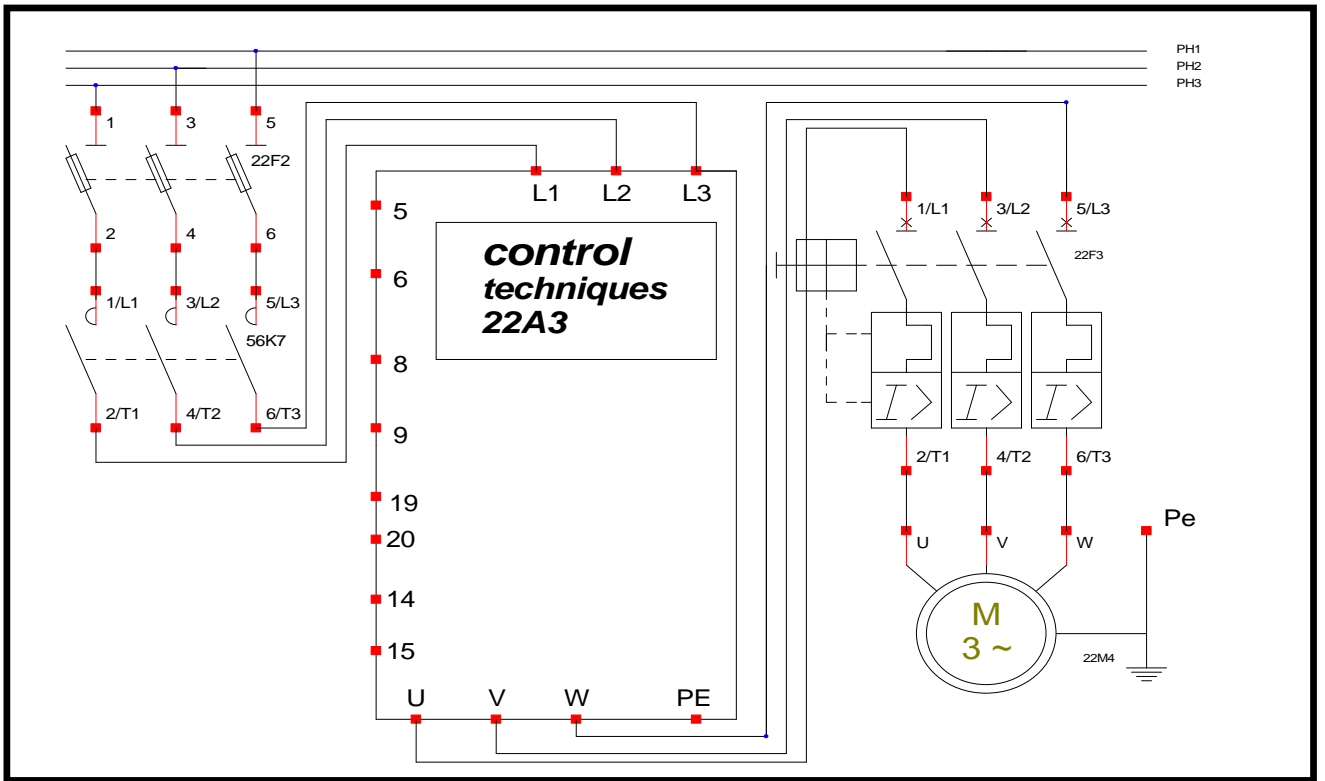 PH1
PH2
PH3
1 3 5
22F2
2 4 6
1/L1 3/L2 5/L3
56K7
2/T1 4/T2 6/T3
L1 L2 L3
5
6
8
9
19
20
14
15
control
techniques
22A3
U V W PE
1/L1 3/L2 5/L3
22F3
I> I> I>
2/T1 4/T2 6/T3
U V W
Pe
M
3 ~
22M4